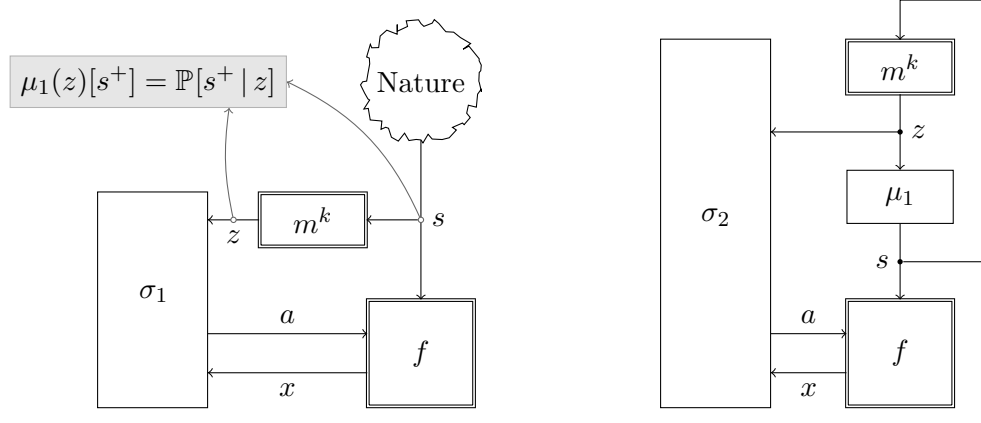 μ₁(z)[s⁺] = ℙ[s⁺ | z]
Nature
mᵏ
s
z
σ₁
a
f
x
mᵏ
z
μ₁
σ₂
s
a
f
x